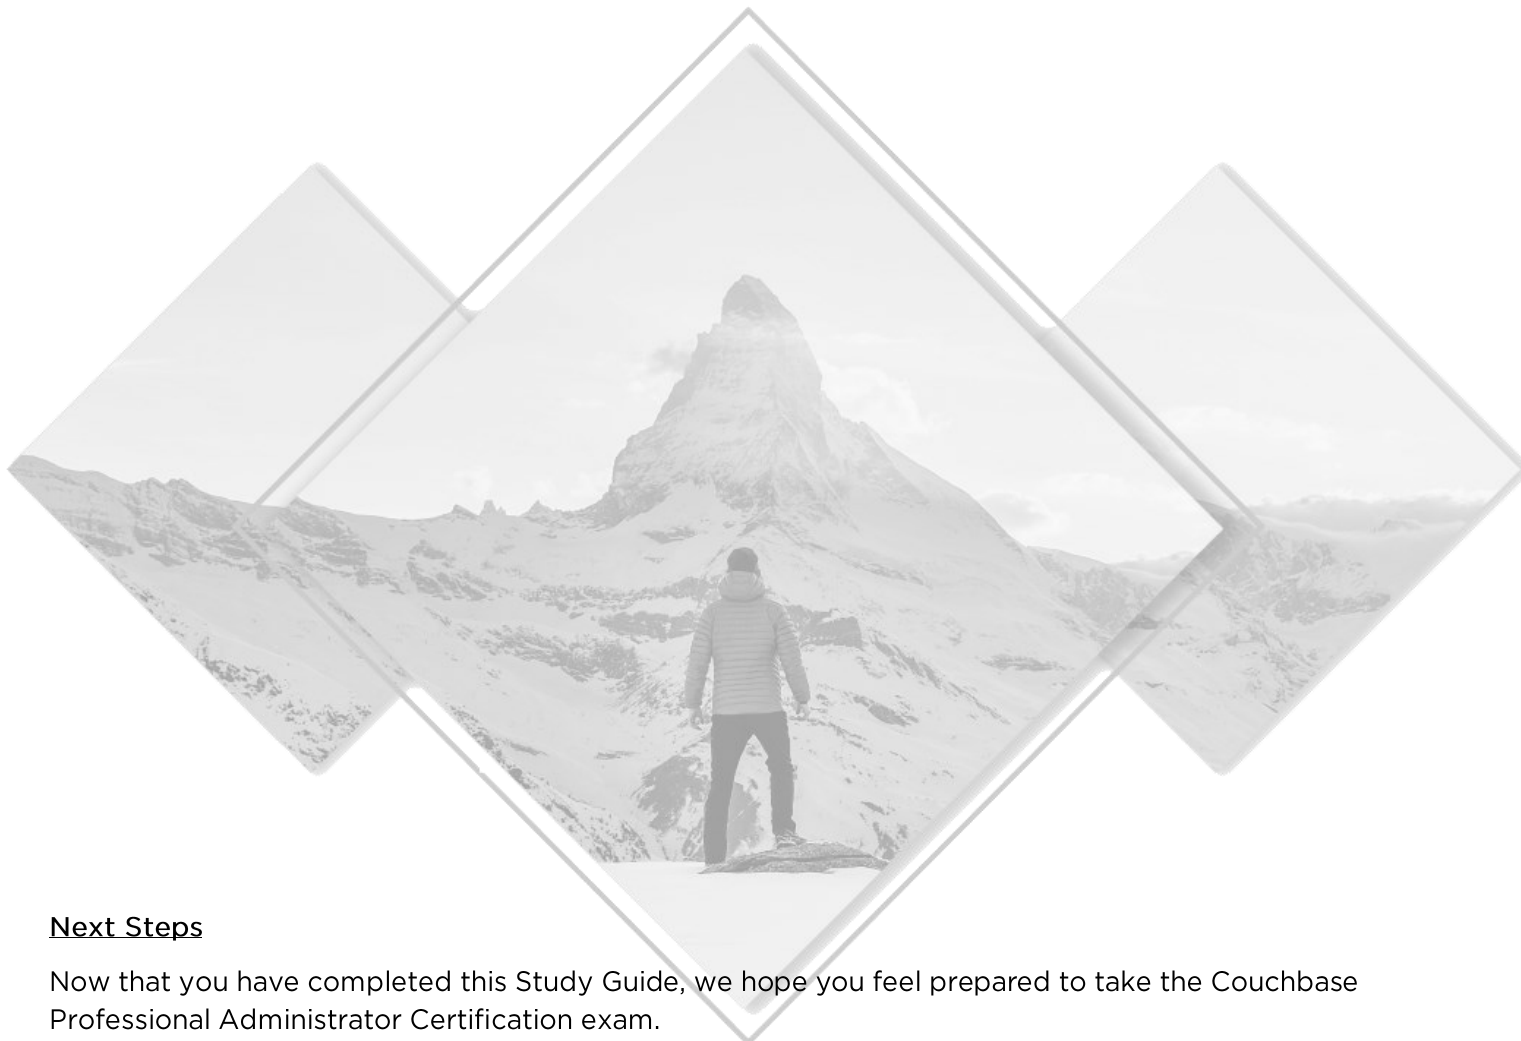 Next Steps
Now that you have completed this Study Guide, we hope you feel prepared to take the Couchbase
Professional Administrator Certification exam.